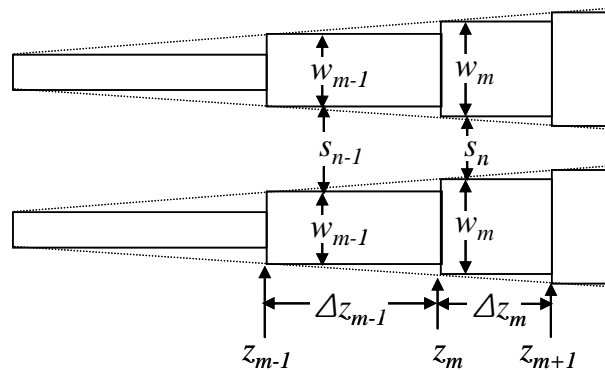 w_{m-1} w_m
s_{n-1} s_n
w_{m-1} w_m
Δz_{m-1} Δz_m
z_{m-1} z_m z_{m+1}